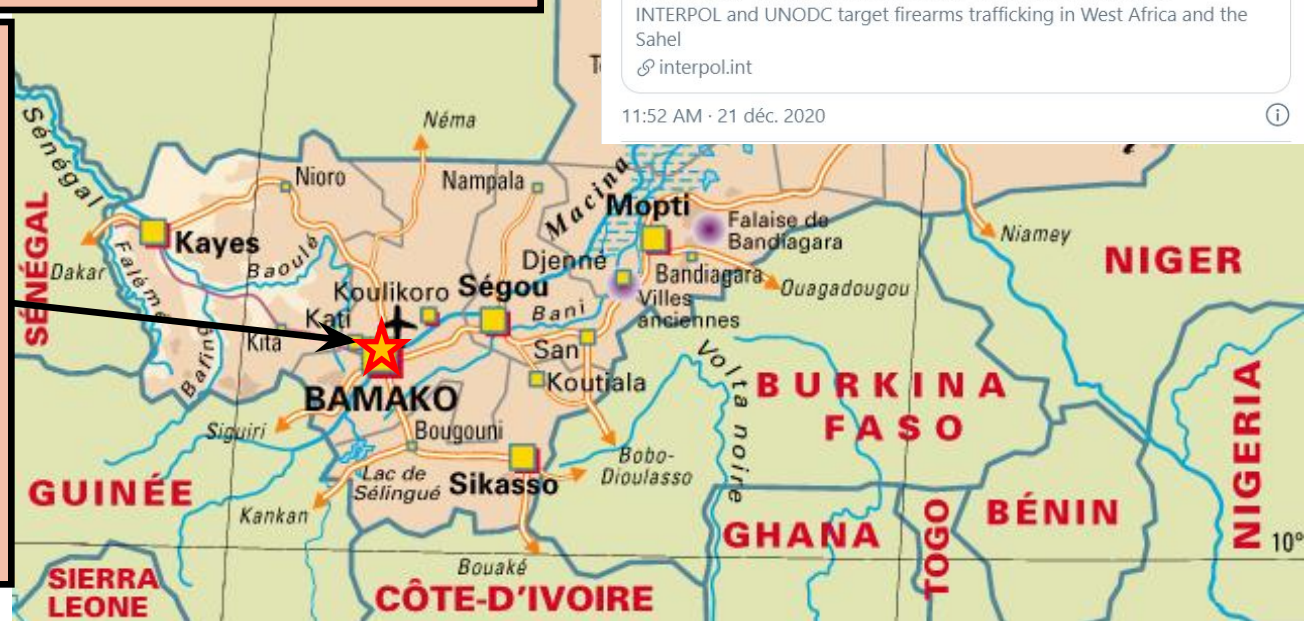 INTERPOL and UNODC target firearms trafficking in West Africa and the
Sahel
interpol.int
11:52 AM · 21 déc. 2020
Néma
Sénégal
Nioro
Nampala
Macina
Mopti
Falaise de
Bandiagara
Niamey
NIGER
SÉNÉGAL
Kayes
Dakar
Falémé
Baoulé
Djenné
Bandiagara
Ouagadougou
Villes
anciennes
Koulikoro
Ségou
Kati
Bani
Kita
Bafing
San
Volta noire
BURKINA
FASO
Koutiala
BAMAKO
NIGERIA
Siguiri
Bougouni
Bobo-
Dioulasso
Lac de
Sélingué
Sikasso
GUINÉE
Kankan
GHANA
TOGO
BÉNIN
10°
Bouaké
SIERRA
LEONE
CÔTE-D'IVOIRE